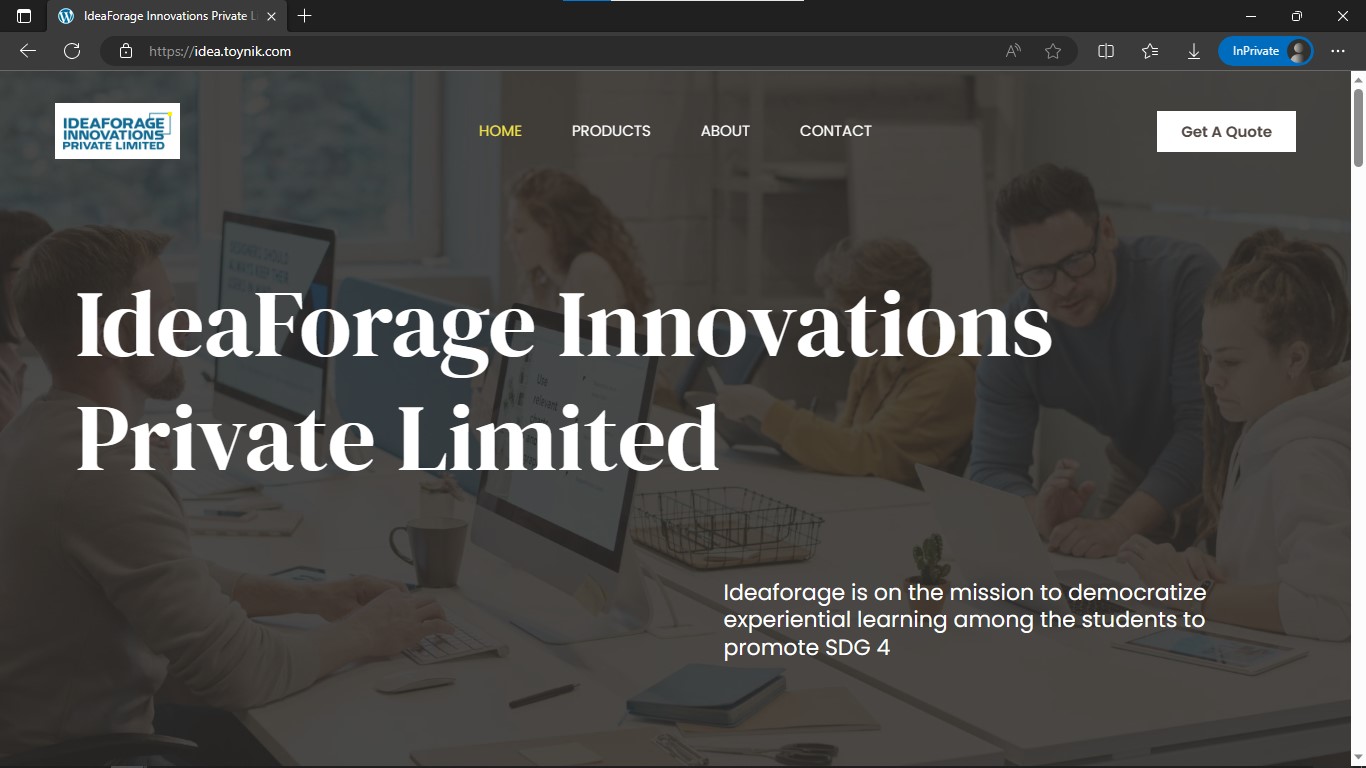 IdeaForage Innovations Private L
https://idea.toynik.com
InPrivate
IDEAFORAGE
INNOVATIONS
PRIVATE LIMITED
HOME
PRODUCTS
ABOUT
CONTACT
Get A Quote
IdeaForage Innovations
Private Limited
Ideaforage is on the mission to democratize
experiential learning among the students to
promote SDG 4